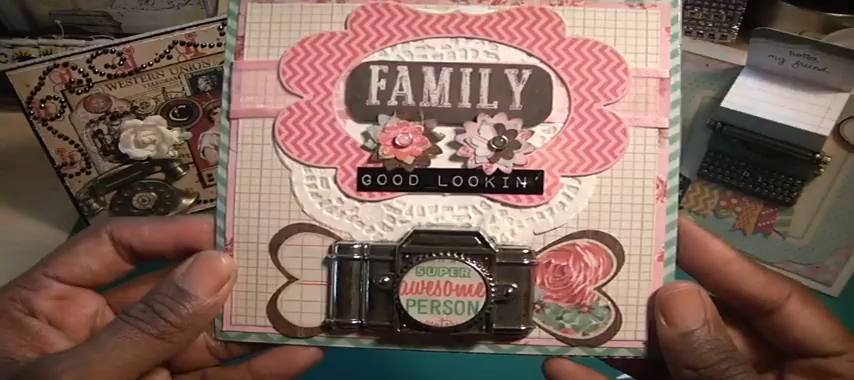 WESTERN UNION
FAMILY
GOOD LOOKIN'
SUPER
awesome
PERSON
my friend